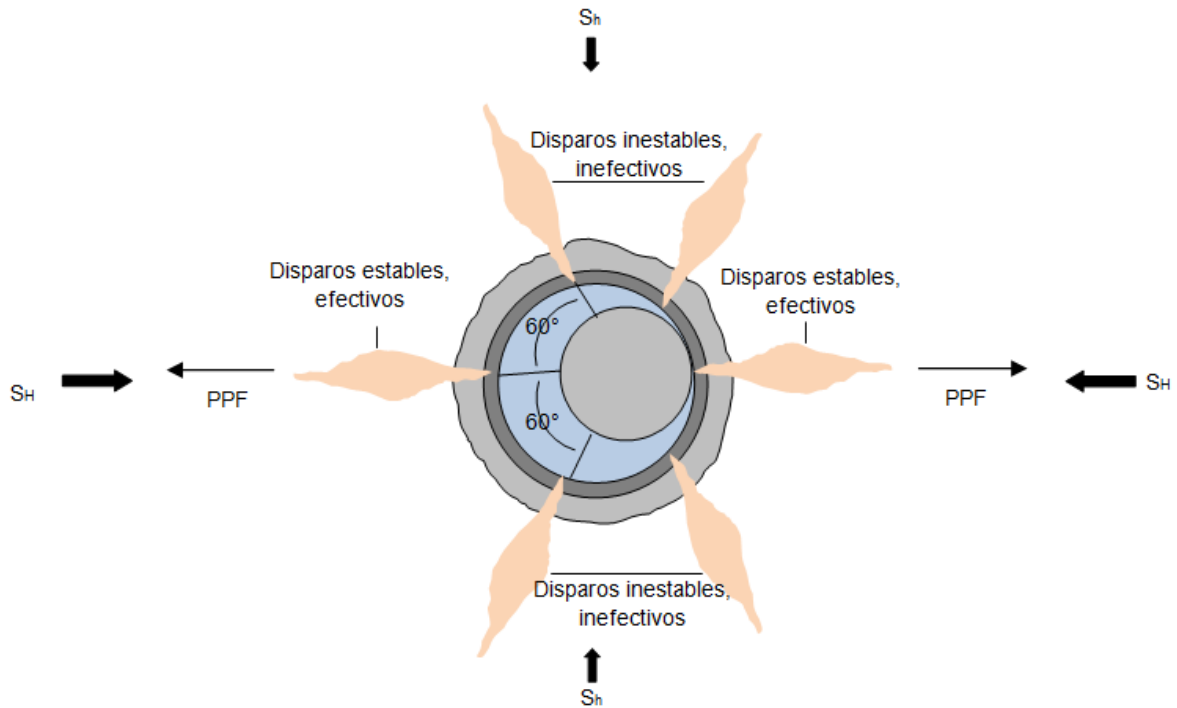 Sh
Disparos inestables,
inefectivos
Disparos estables,
efectivos
Disparos estables,
efectivos
60°
SH
PPF
PPF
SH
60°
Disparos inestables,
inefectivos
Sh